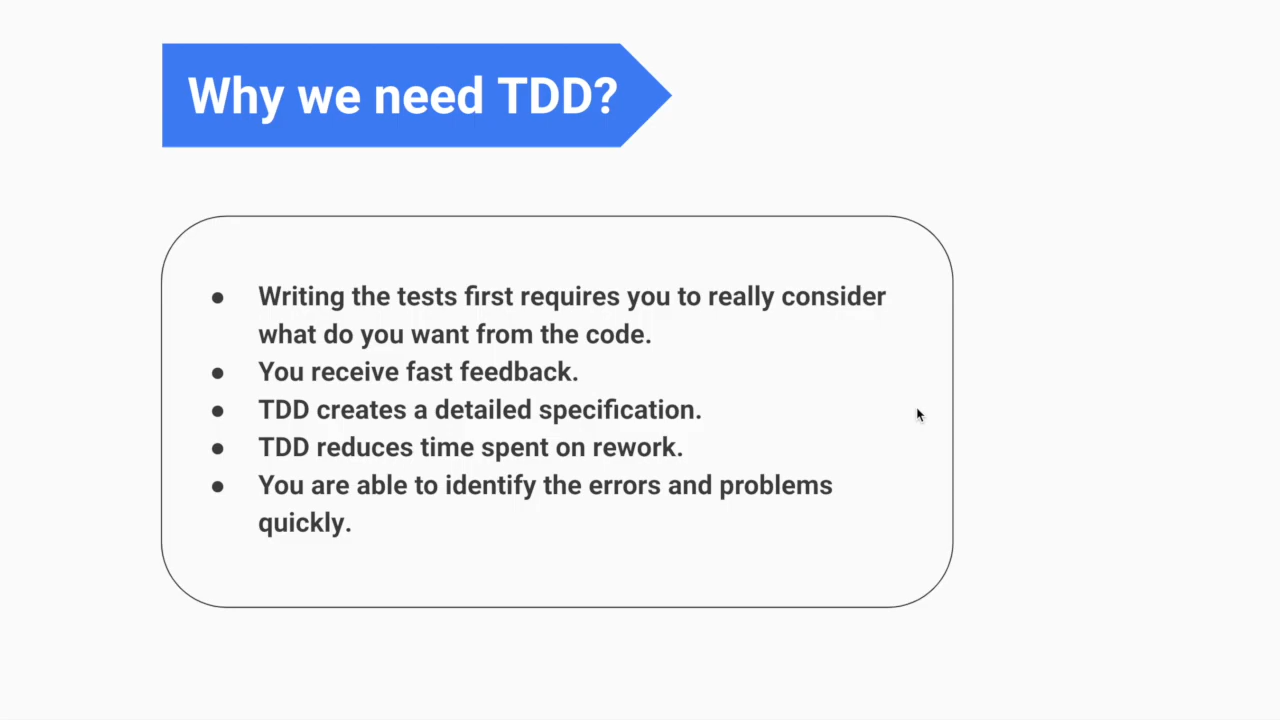 Why we need TDD?
● Writing the tests first requires you to really consider
what do you want from the code.
● You receive fast feedback.
● TDD creates a detailed specification.
● TDD reduces time spent on rework.
● You are able to identify the errors and problems
quickly.